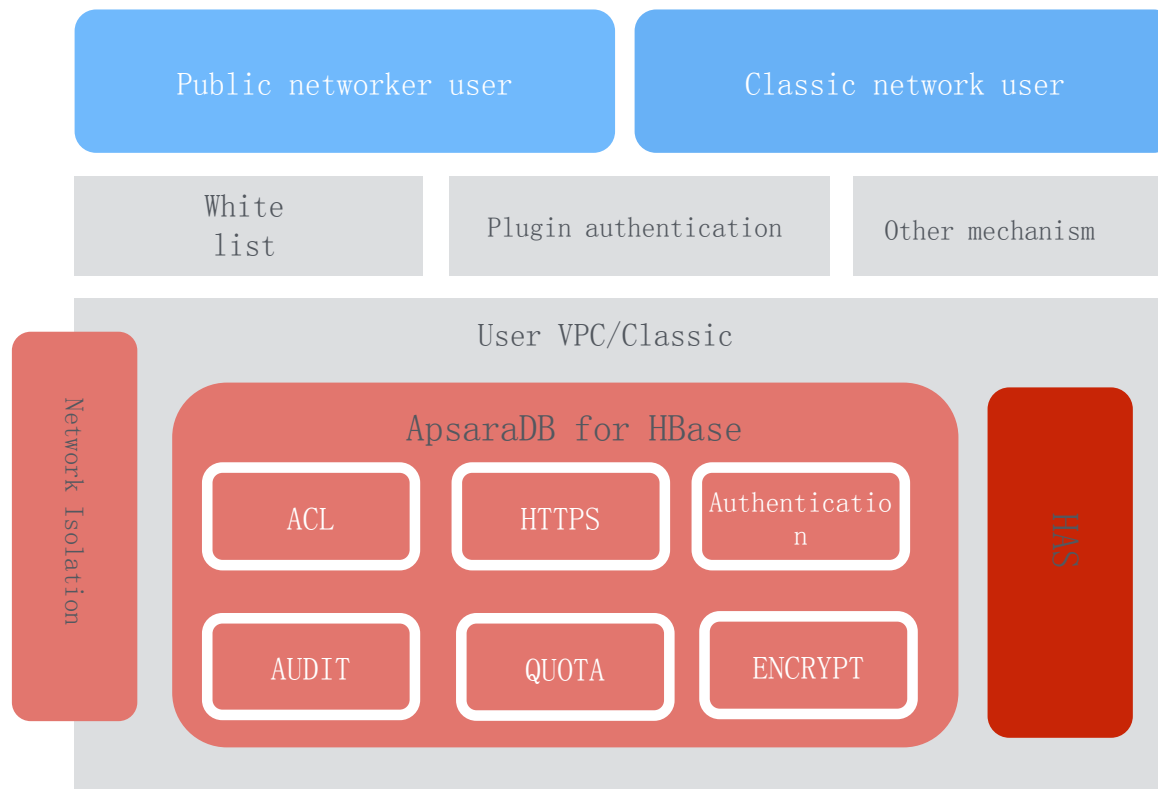 Public networker user
Classic network user
White
list
Plugin authentication
Other mechanism
User VPC/Classic
Network Isolation
ApsaraDB for HBase
ACL
HTTPS
Authenticatio
n
HAS
AUDIT
QUOTA
ENCRYPT